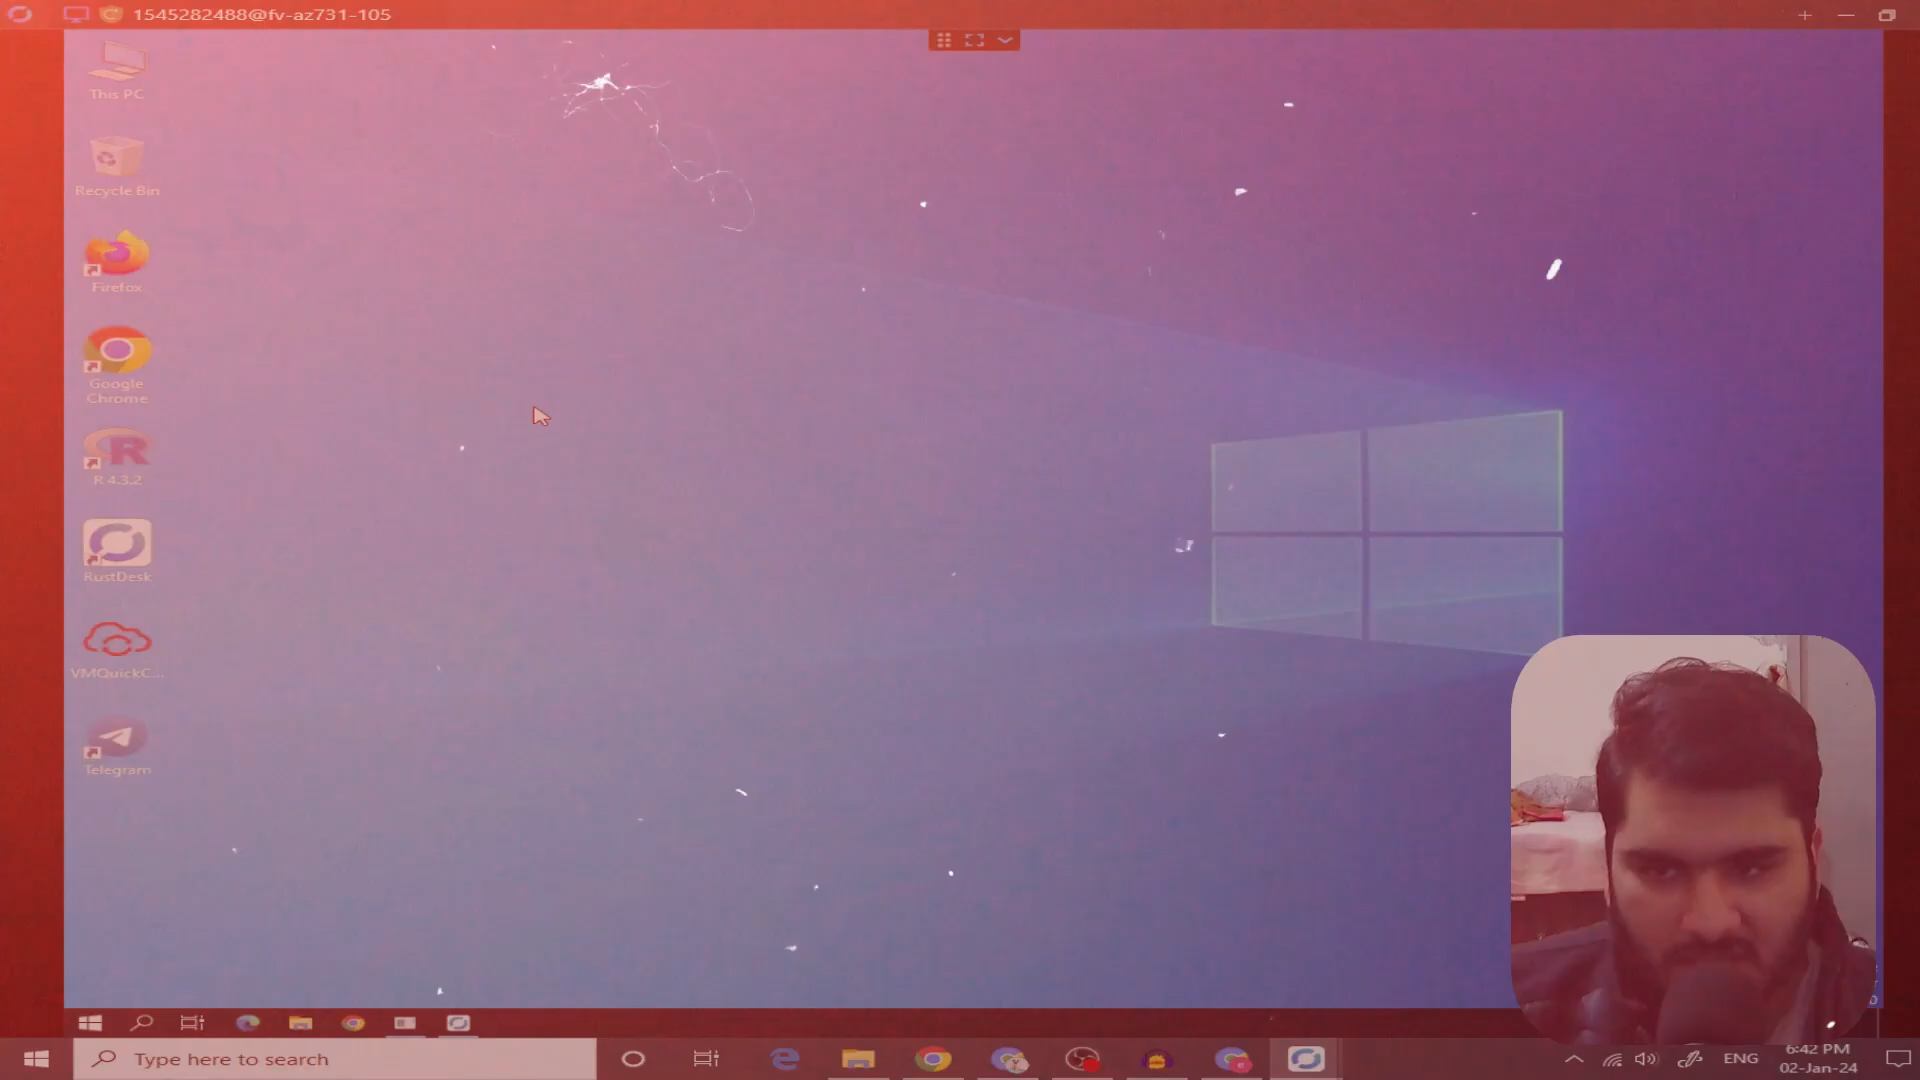 1545282488@fv-az731-105
This PC
Recycle Bin
Firefox
Google
Chrome
R 4.3.2
RustDesk
VMQuickC...
Telegram
Type here to search
ENG
6:42 PM
02-Jan-24